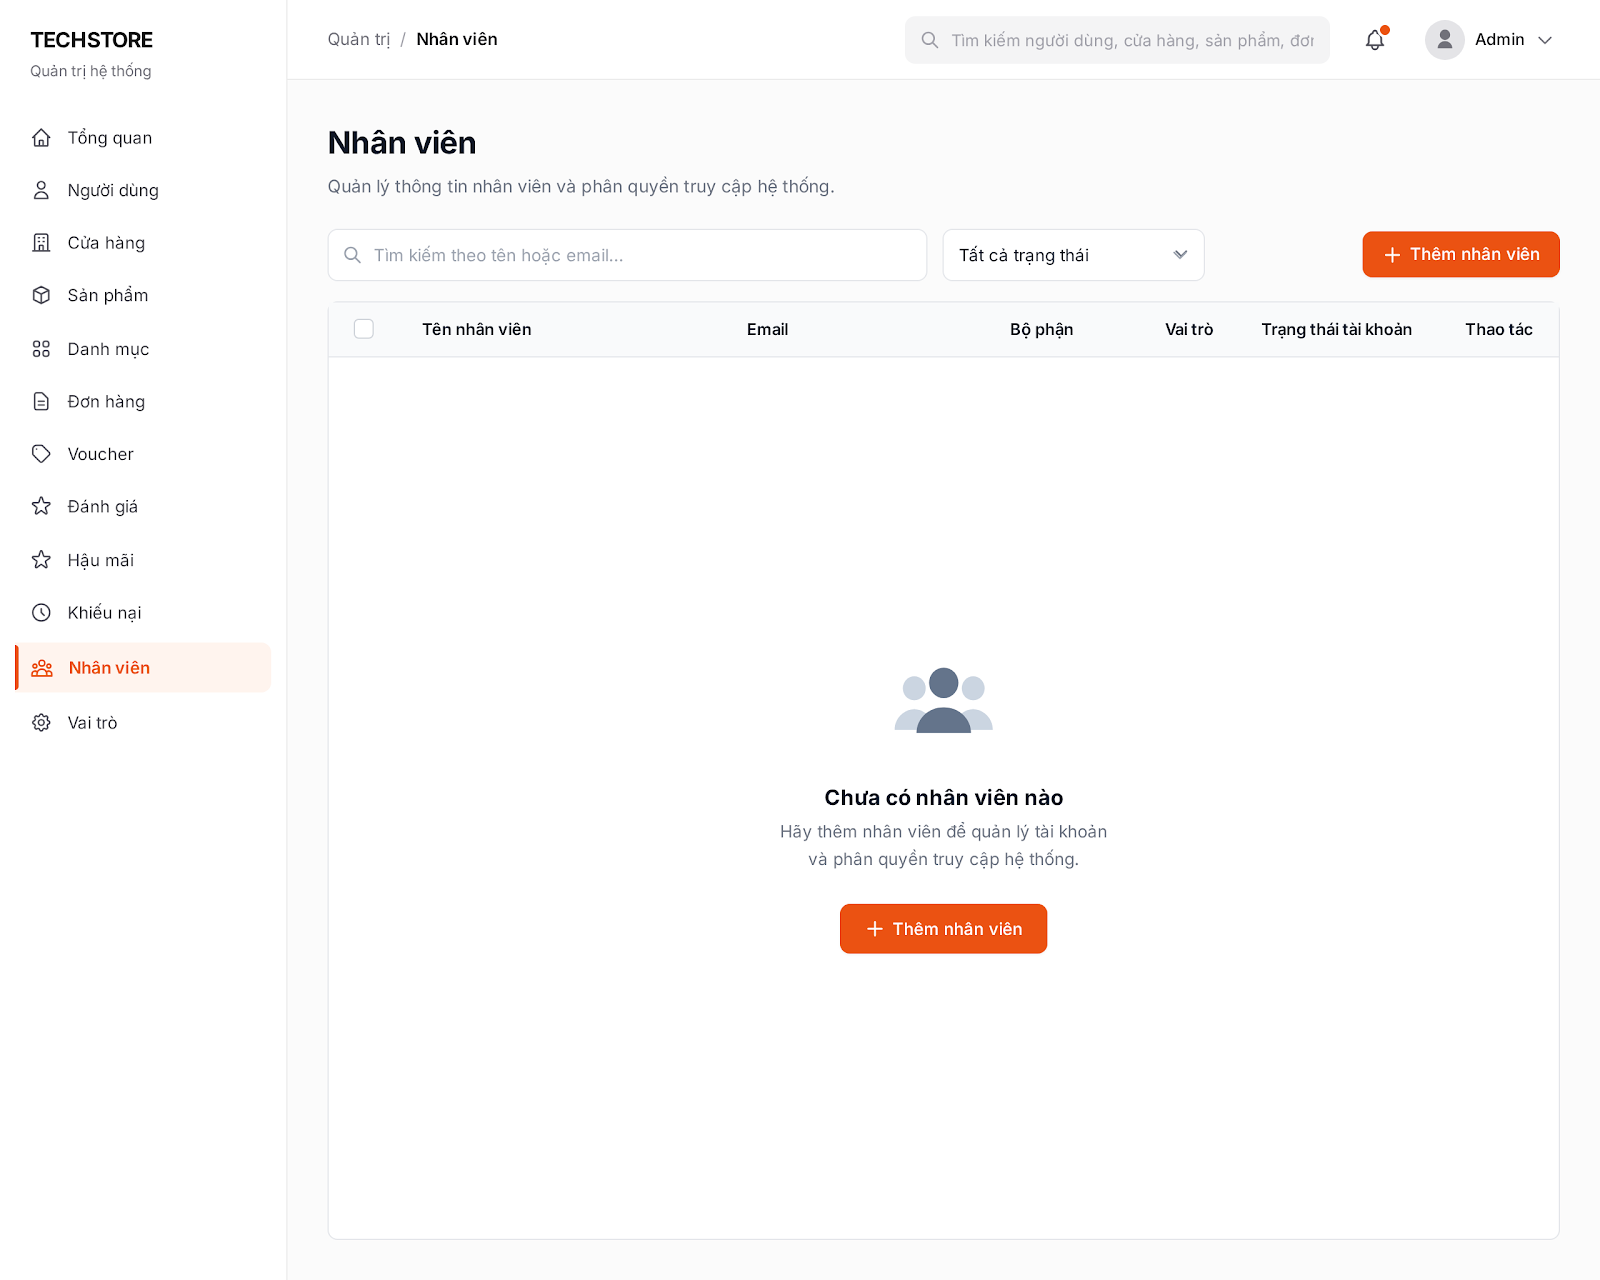 TECHSTORE
Quản trị hệ thống
Tổng quan
Người dùng
Cửa hàng
Sản phẩm
Danh mục
Đơn hàng
Voucher
Đánh giá
Hậu mãi
Khiếu nại
Nhân viên
Vai trò
Quản trị / Nhân viên
Tìm kiếm người dùng, cửa hàng, sản phẩm, đơn
Admin
Nhân viên
Quản lý thông tin nhân viên và phân quyền truy cập hệ thống.
Tìm kiếm theo tên hoặc email...
Tất cả trạng thái
Thêm nhân viên
Tên nhân viên Email Bộ phận Vai trò Trạng thái tài khoản Thao tác
Chưa có nhân viên nào
Hãy thêm nhân viên để quản lý tài khoản
và phân quyền truy cập hệ thống.
Thêm nhân viên